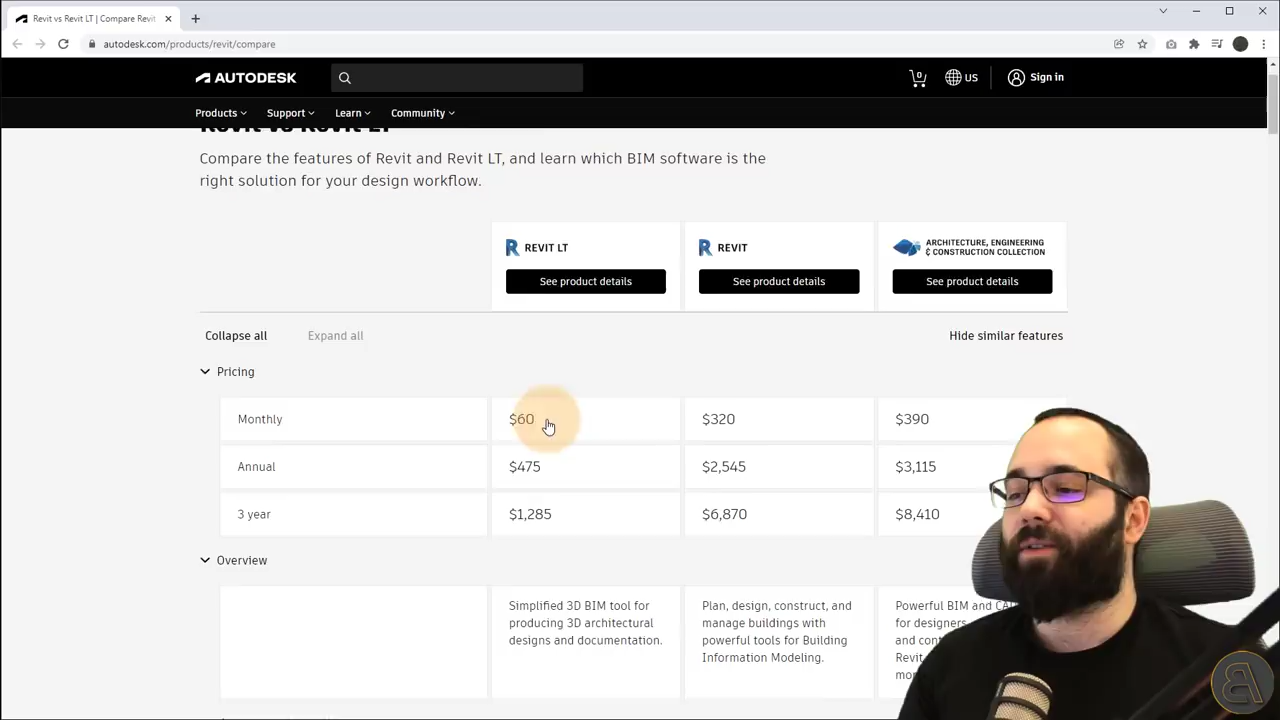 Revit vs Revit LT | Compare Revit
autodesk.com/products/revit/compare
AUTODESK
0
US
Sign in
Products
Support
Learn
Community
Revit vs Revit LT
Compare the features of Revit and Revit LT, and learn which BIM software is the
right solution for your design workflow.
REVIT LT
REVIT
ARCHITECTURE, ENGINEERING
& CONSTRUCTION COLLECTION
See product details
See product details
See product details
Collapse all
Expand all
Hide similar features
Pricing
Monthly
$60
$320
$390
Annual
$475
$2,545
$3,115
3 year
$1,285
$6,870
$8,410
Overview
Simplified 3D BIM tool for
producing 3D architectural
designs and documentation.
Plan, design, construct, and
manage buildings with
powerful tools for Building
Information Modeling.
Powerful BIM and
for designers
and
Revit